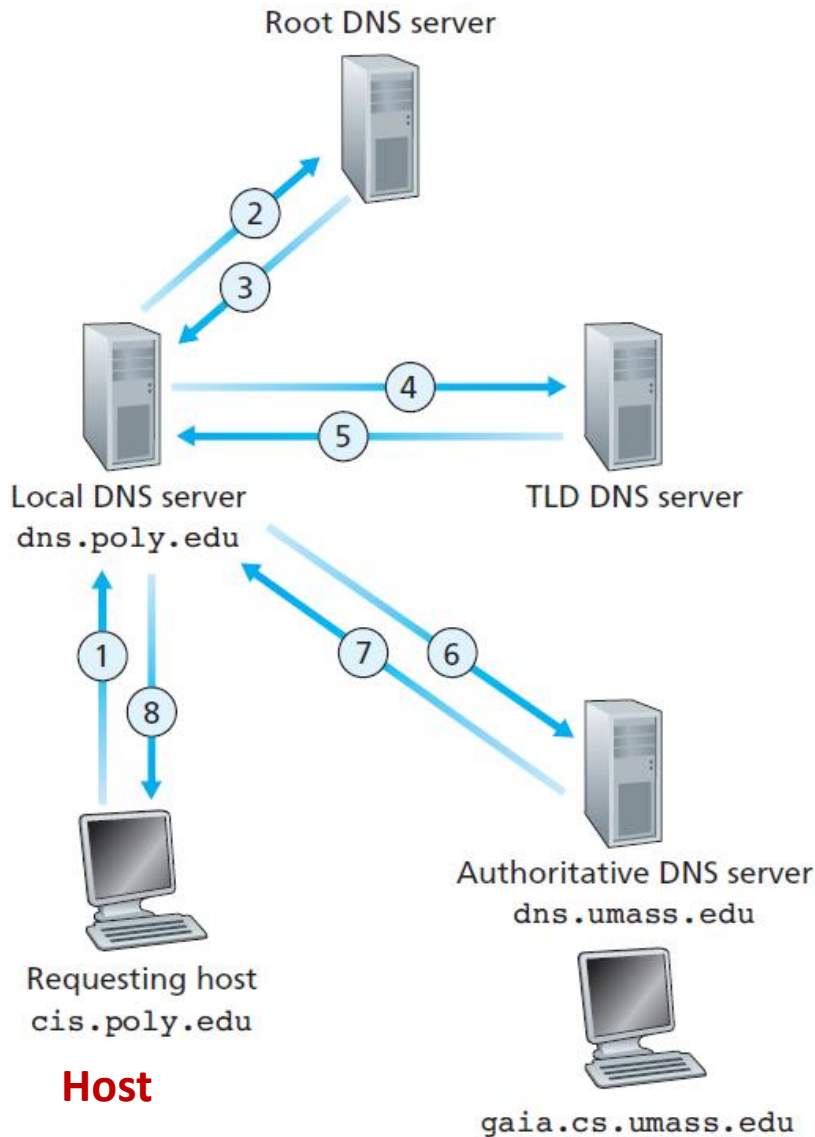 Root DNS server
2
3
4
5
Local DNS server
dns.poly.edu
TLD DNS server
1
8
7
6
Authoritative DNS server
dns.umass.edu
Requesting host
cis.poly.edu
Host
gaia.cs.umass.edu